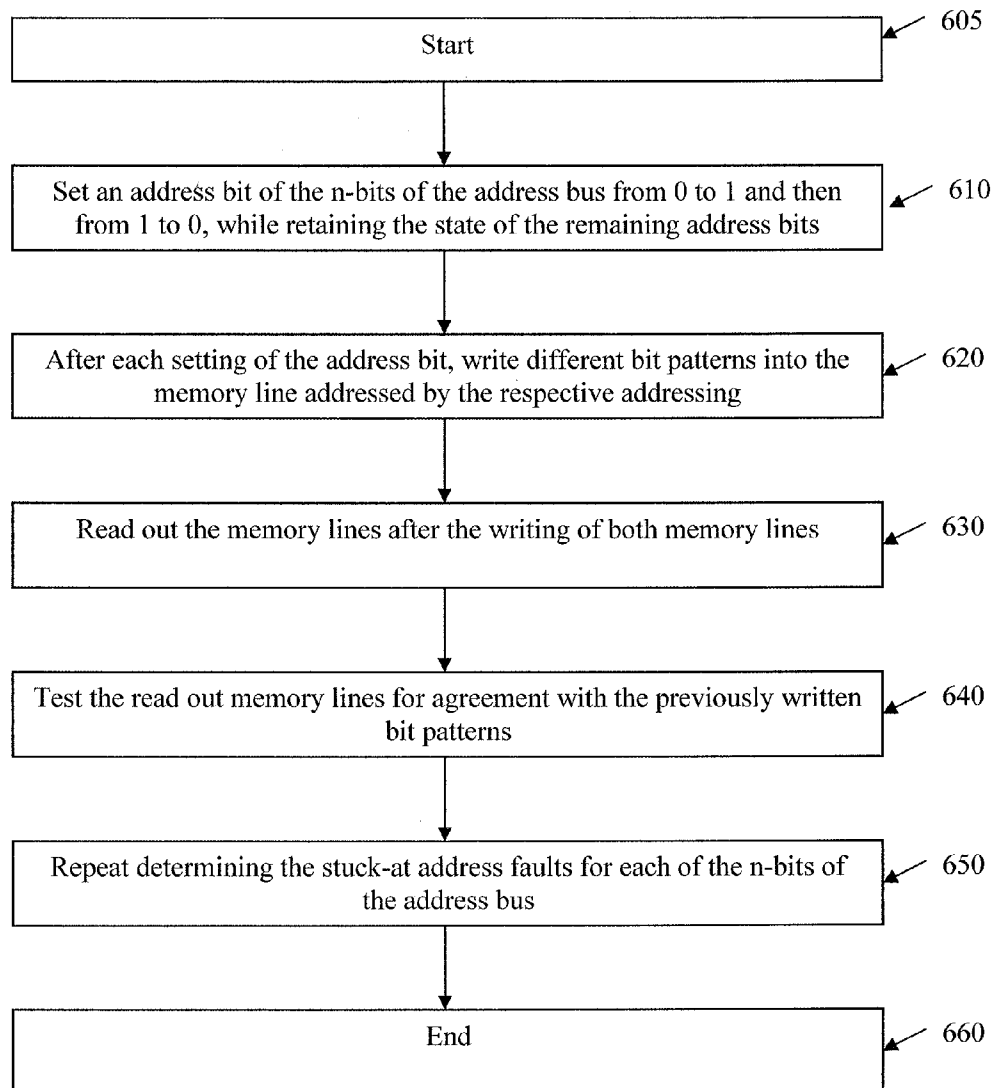 Start
605
Set an address bit of the n-bits of the address bus from 0 to 1 and then
from 1 to 0, while retaining the state of the remaining address bits
610
After each setting of the address bit, write different bit patterns into the
memory line addressed by the respective addressing
620
Read out the memory lines after the writing of both memory lines
630
Test the read out memory lines for agreement with the previously written
bit patterns
640
Repeat determining the stuck-at address faults for each of the n-bits of
the address bus
650
End
660